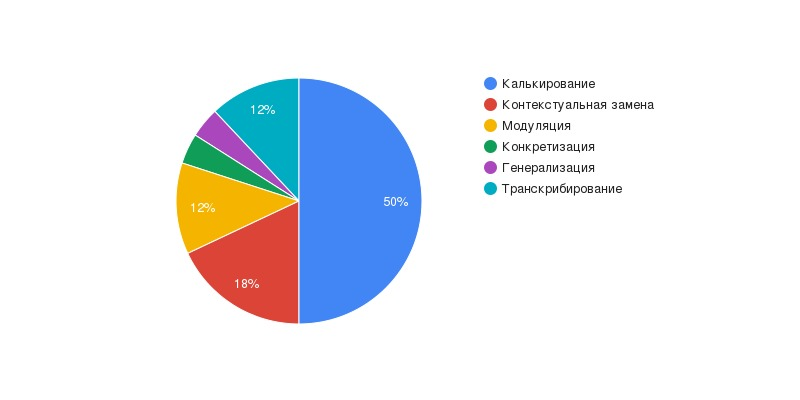 Калькирование
Контекстуальная замена
Модуляция
Конкретизация
Генерализация
Транскрибирование
12%
50%
12%
18%